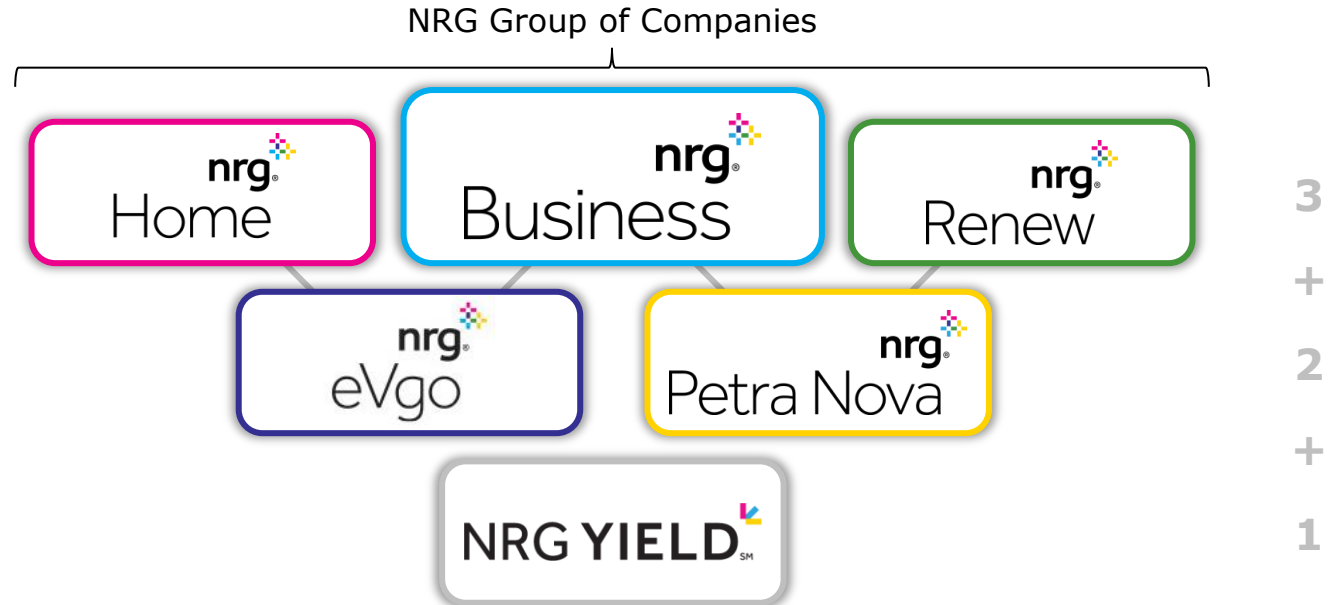 NRG Group of Companies
nrg®
Home
nrg®
Business
nrg®
Renew
3
+
nrg®
eVgo
nrg®
Petra Nova
2
+
NRG YIELD SM
1